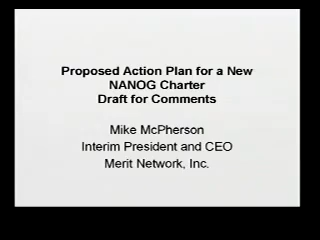 Proposed Action Plan for a New
NANOG Charter
Draft for Comments
Mike McPherson
Interim President and CEO
Merit Network, Inc.